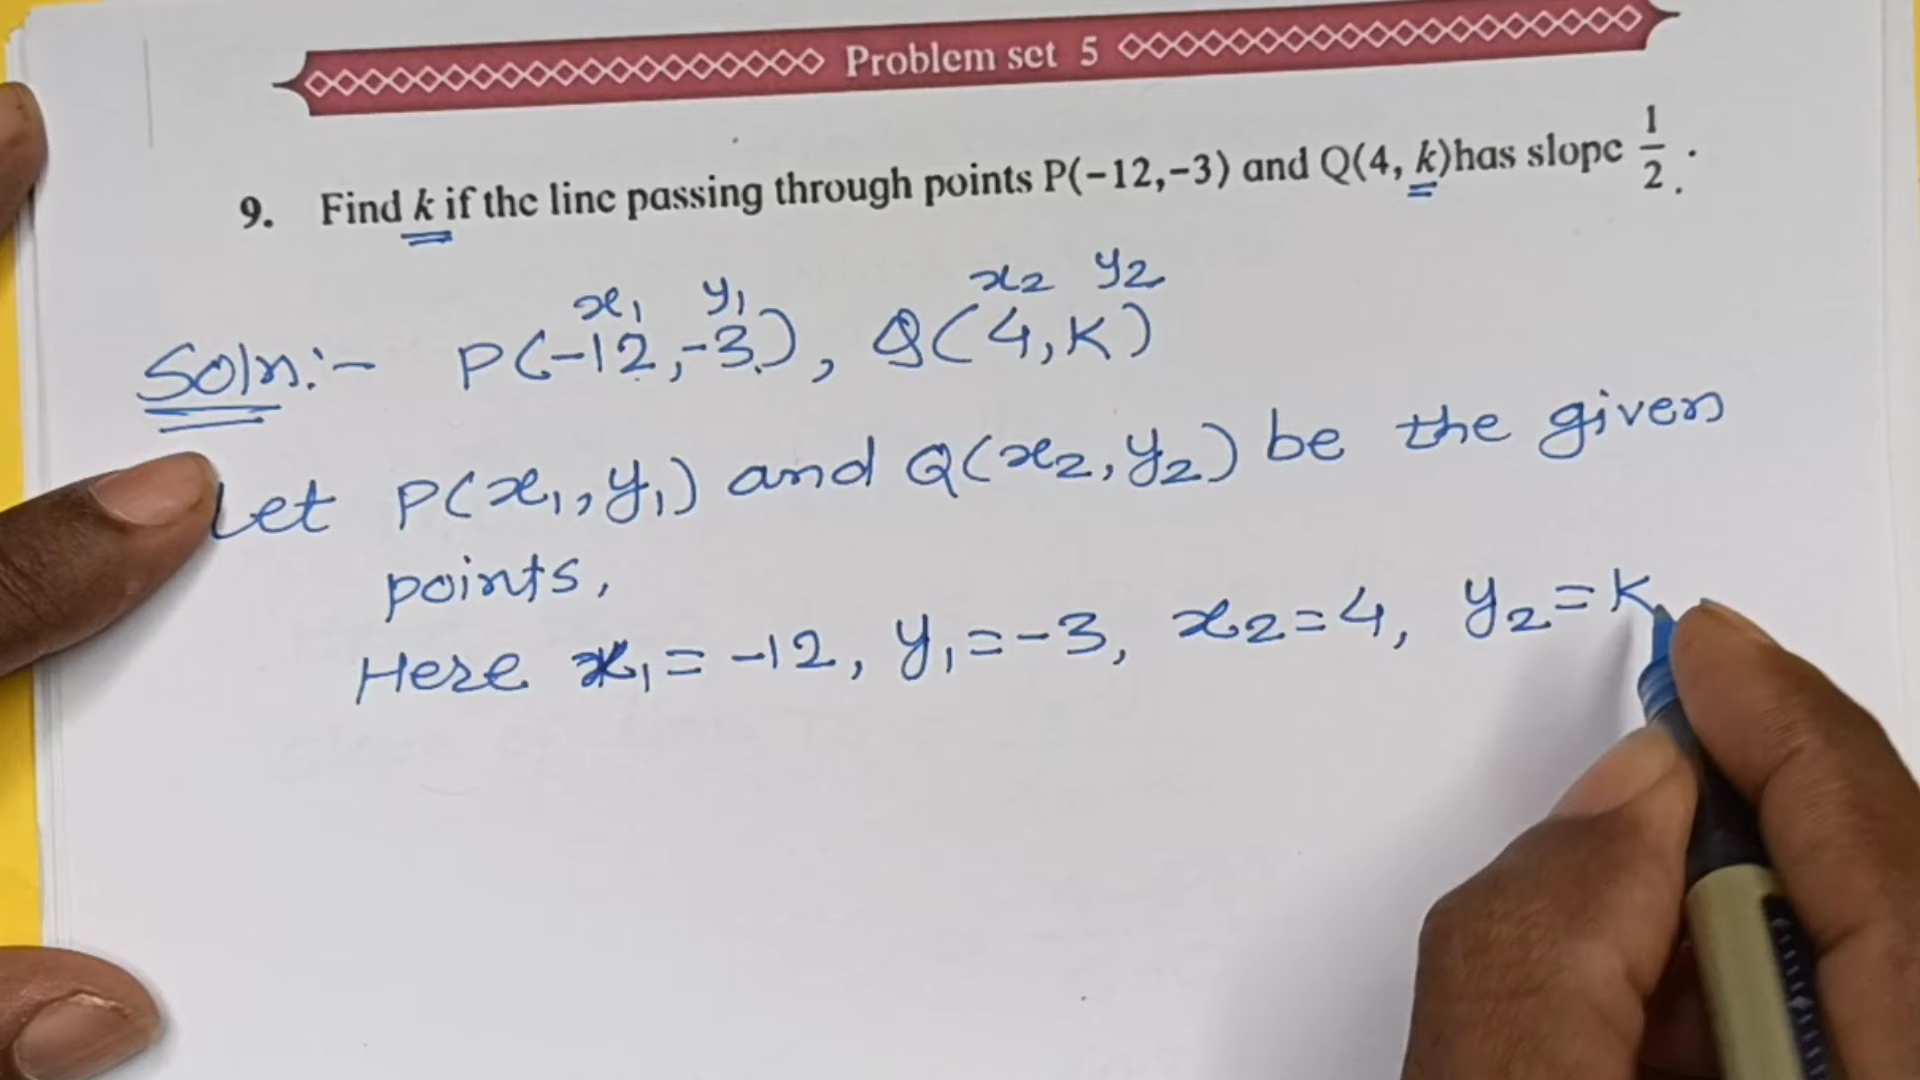 Problem set 5
9. Find k if the line passing through points P(-12,-3) and Q(4, k)has slope 1/2 .
x₁ y₁ x₂ y₂
Soln:- P(-12,-3), Q(4,K)
Let P(x₁,y₁) and Q(x₂,y₂) be the given
points,
Here x₁=-12, y₁=-3, x₂=4, y₂=K